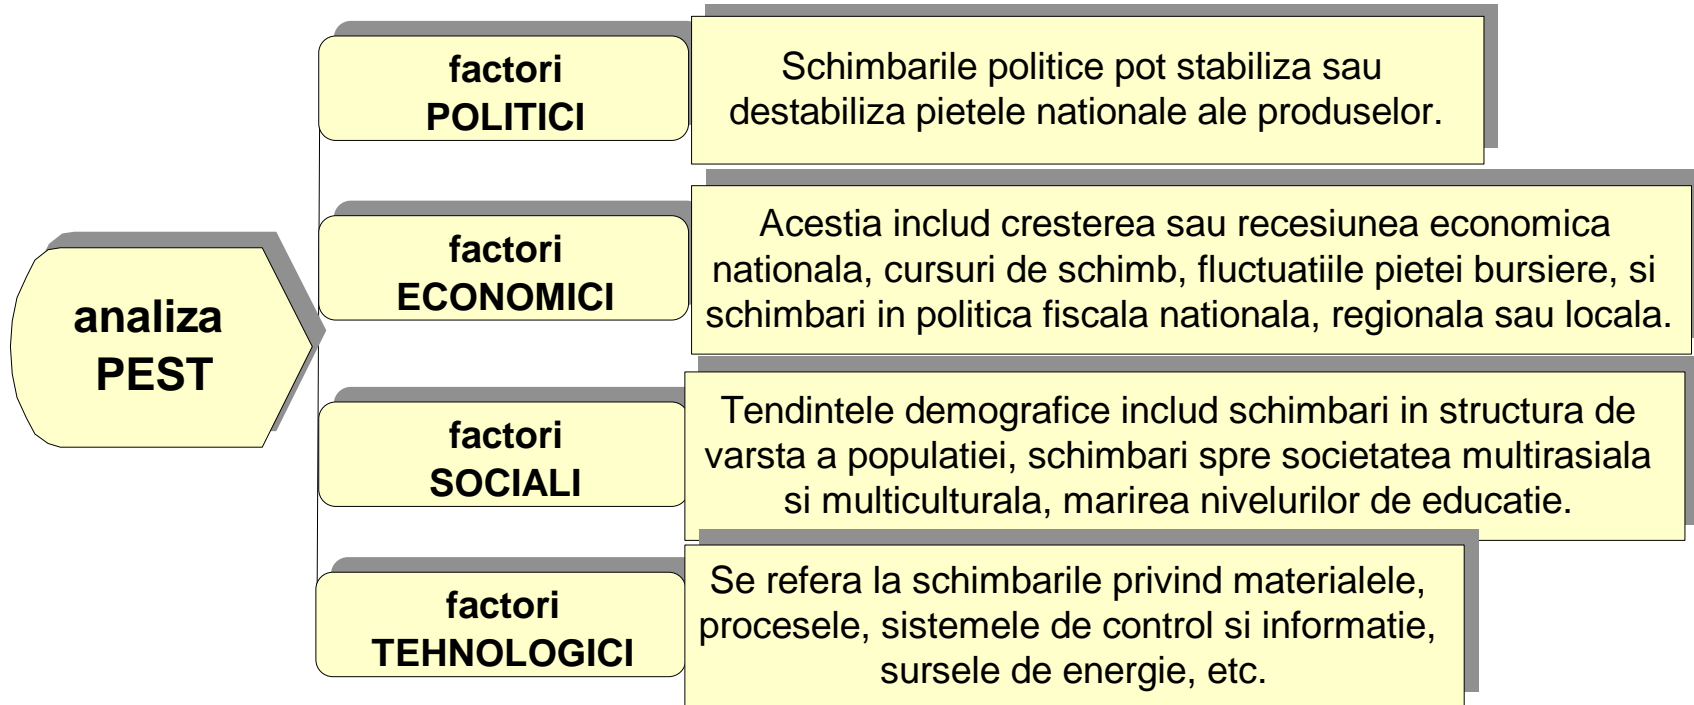 analiza
PEST
factori
POLITICI
Schimbarile politice pot stabiliza sau
destabiliza pietele nationale ale produselor.
factori
ECONOMICI
Acestia includ cresterea sau recesiunea economica
nationala, cursuri de schimb, fluctuatiile pietei bursiere, si
schimbari in politica fiscala nationala, regionala sau locala.
factori
SOCIALI
Tendintele demografice includ schimbari in structura de
varsta a populatiei, schimbari spre societatea multirasiala
si multiculturala, marirea nivelurilor de educatie.
factori
TEHNOLOGICI
Se refera la schimbarile privind materialele,
procesele, sistemele de control si informatie,
sursele de energie, etc.